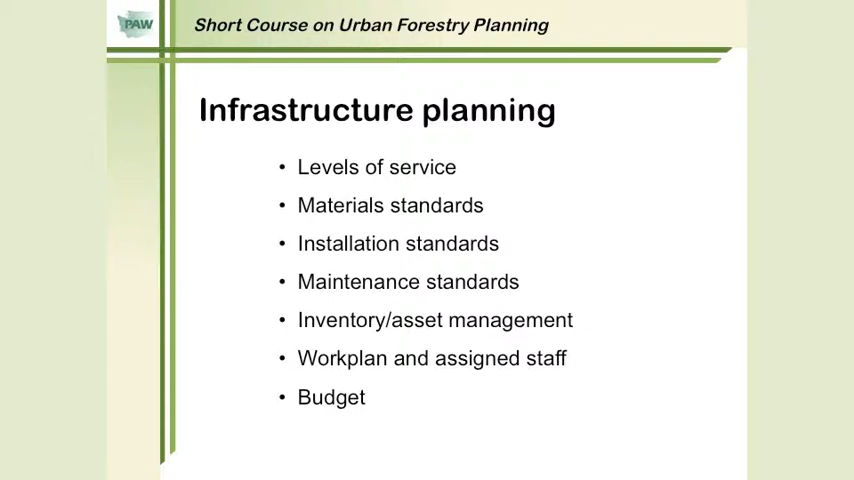 PAW
Short Course on Urban Forestry Planning
Infrastructure planning
• Levels of service
• Materials standards
• Installation standards
• Maintenance standards
• Inventory/asset management
• Workplan and assigned staff
• Budget